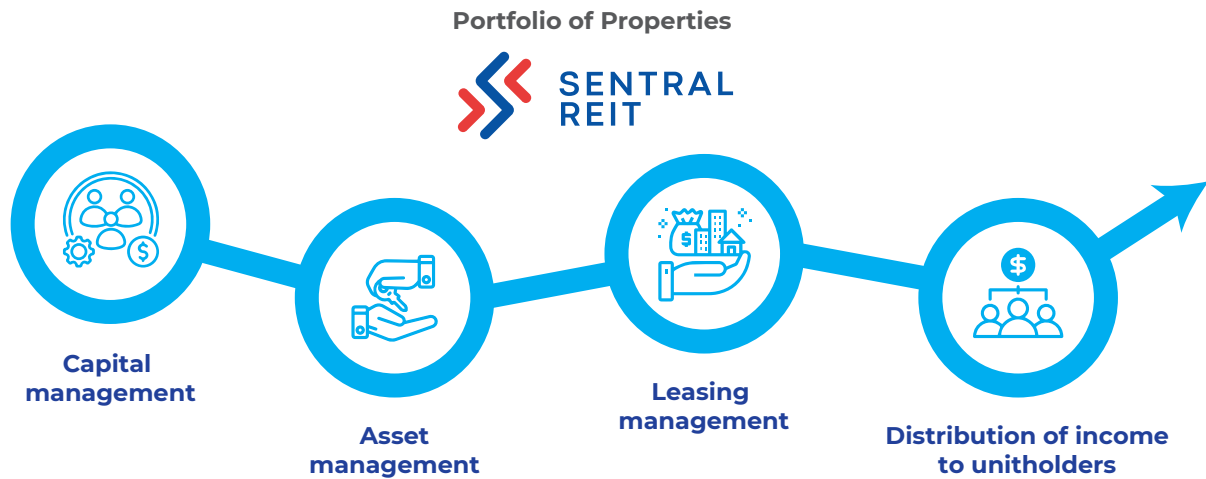 Portfolio of Properties
SENTRAL
REIT
Capital
management
Asset
management
Leasing
management
Distribution of income
to unitholders